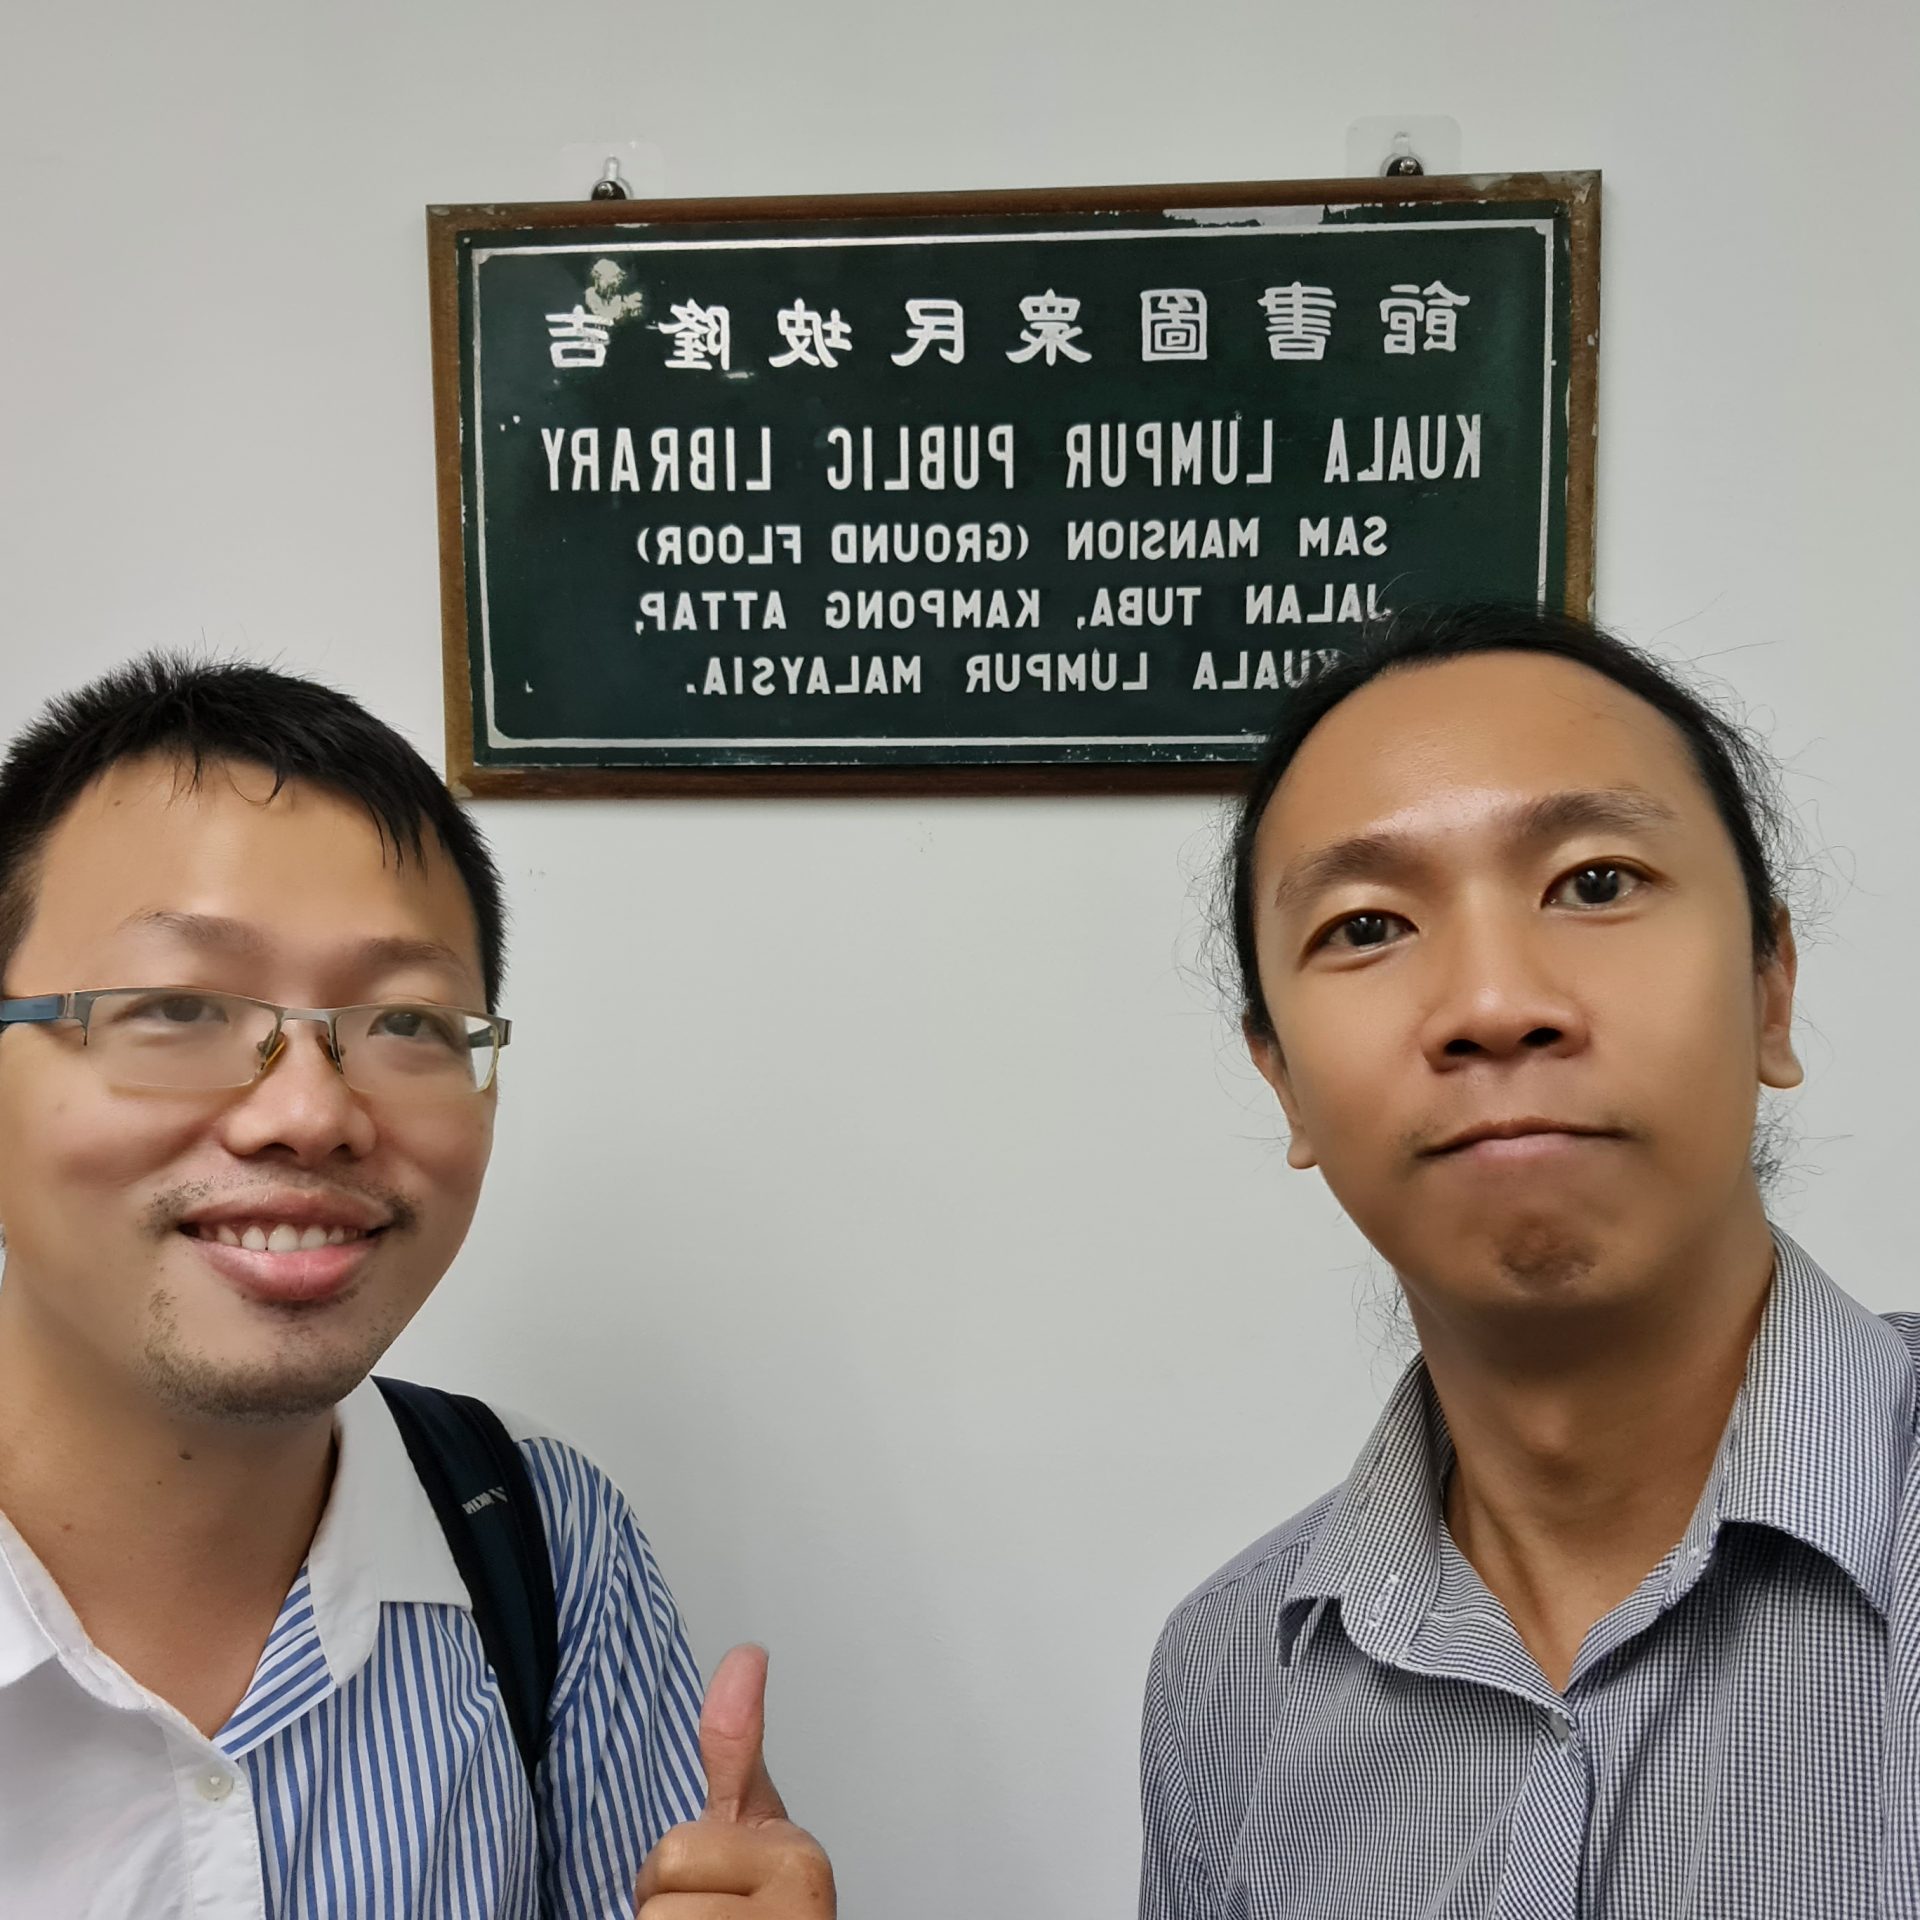 吉隆坡民眾圖書館
KUALA LUMPUR PUBLIC LIBRARY
SAM MANSION (GROUND FLOOR)
JALAN TUBA, KAMPONG ATTAP,
KUALA LUMPUR MALAYSIA.